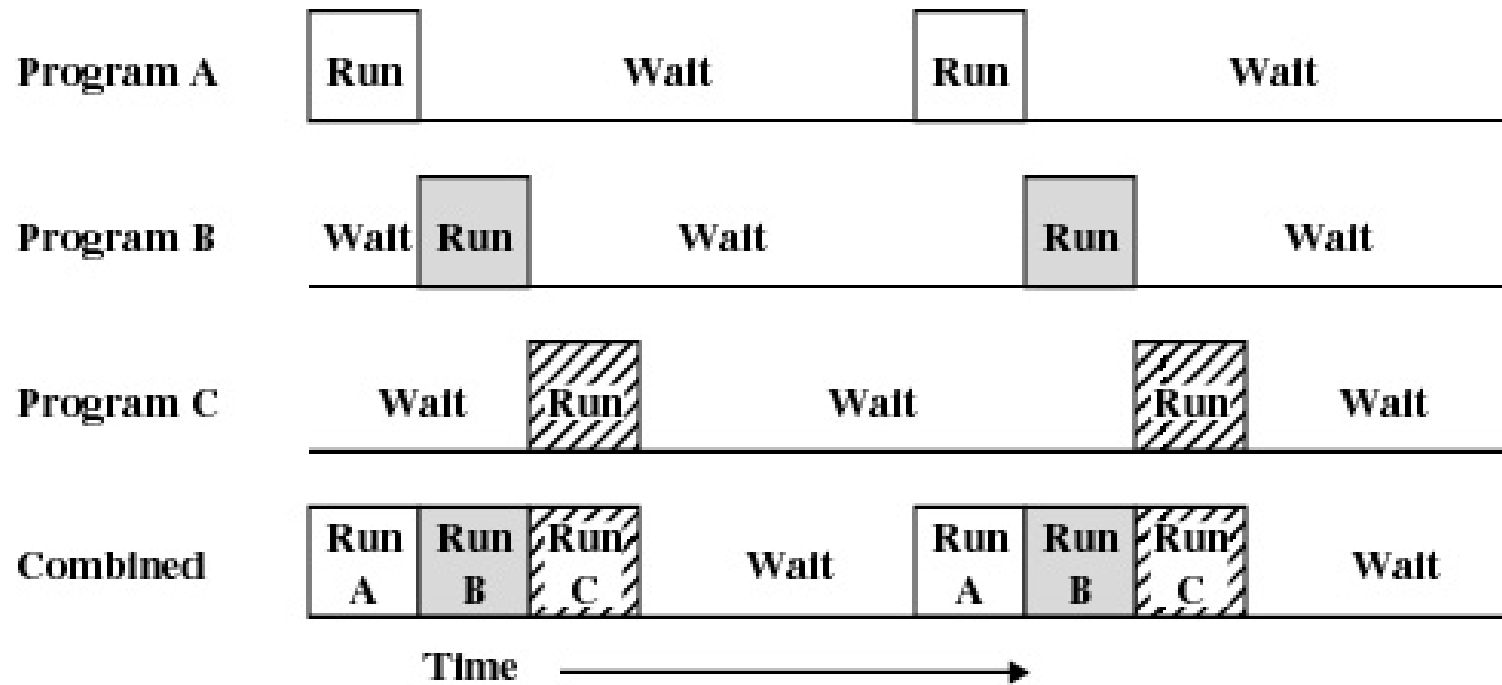 Program A Run Wait Run Wait
Program B Wait Run Wait Run Wait
Program C Wait Run Wait Run Wait
Combined Run A Run B Run C Wait Run A Run B Run C Wait
Time